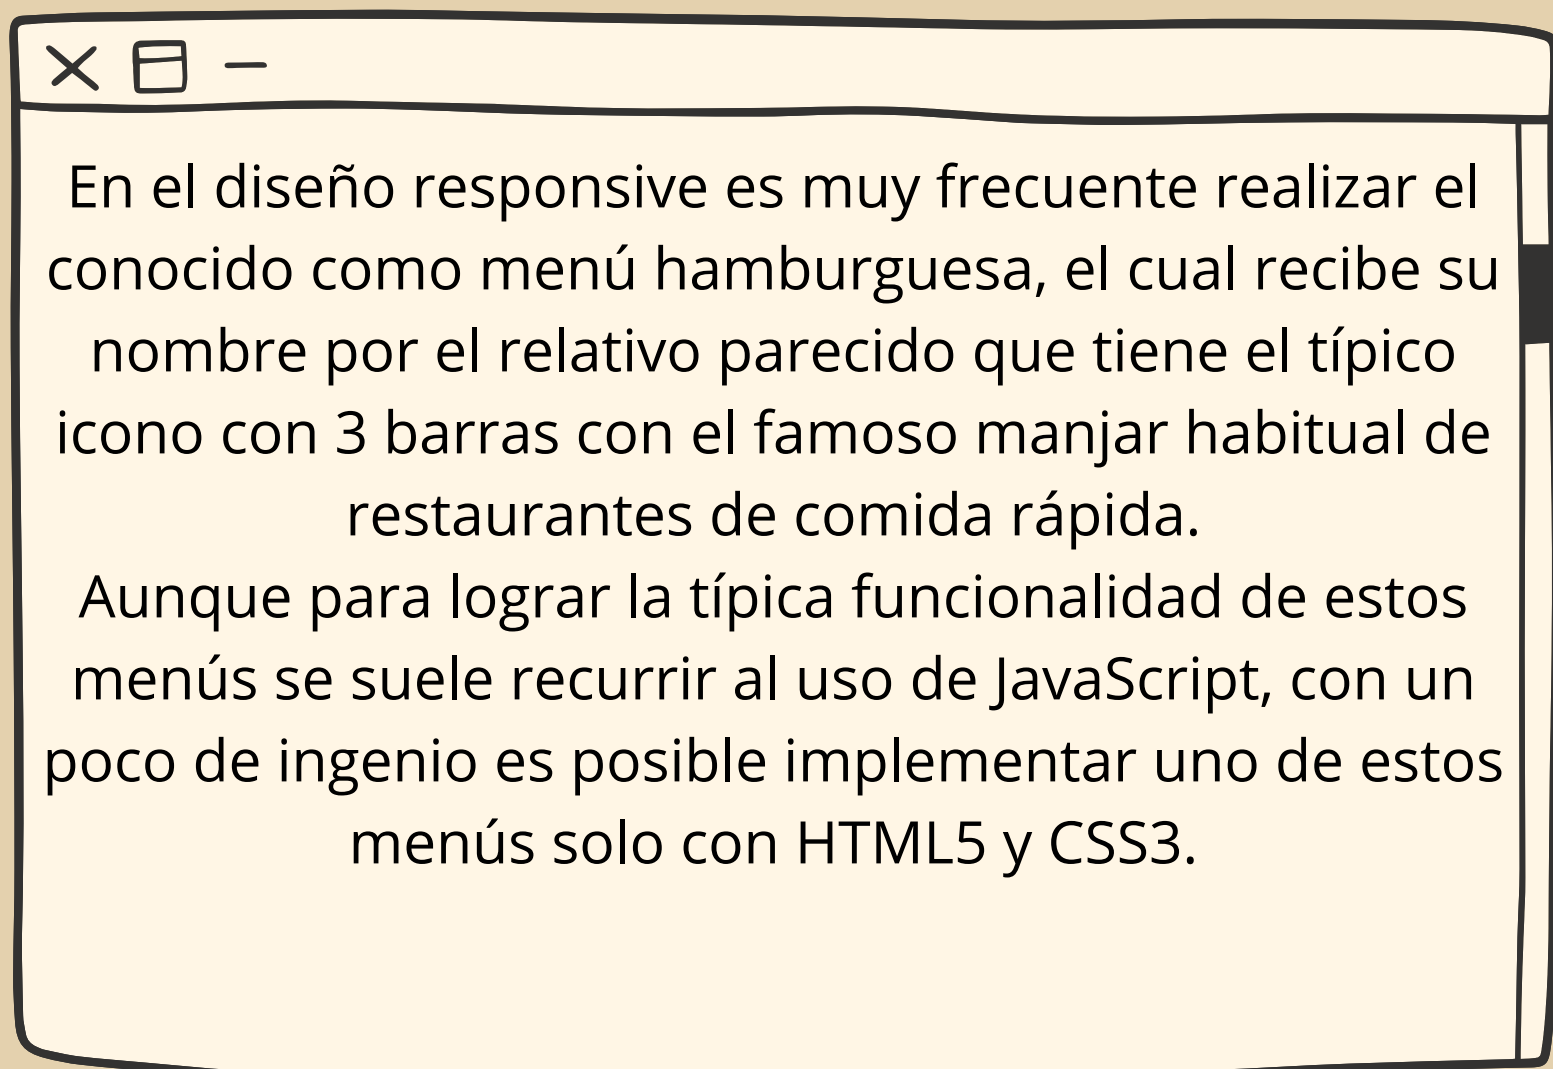 En el diseño responsive es muy frecuente realizar el
conocido como menú hamburguesa, el cual recibe su
nombre por el relativo parecido que tiene el típico
icono con 3 barras con el famoso manjar habitual de
restaurantes de comida rápida.
Aunque para lograr la típica funcionalidad de estos
menús se suele recurrir al uso de JavaScript, con un
poco de ingenio es posible implementar uno de estos
menús solo con HTML5 y CSS3.